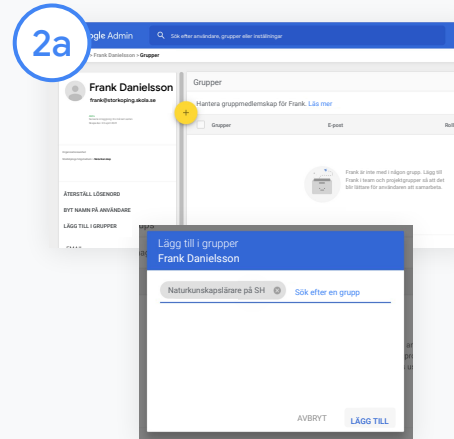 2a
ogle Admin
Sök efter användare, grupper eller inställningar
> Frank Danielsson > Grupper
Frank Danielsson
frank@storkoping.skola.se
ÅTERSTÄLL LÖSENORD
BYT NAMN PÅ ANVÄNDARE
LÄGG TILL I GRUPPER
Grupper
Hantera gruppmedlemskap för Frank. Läs mer
+
Grupper E-post Roll
Frank är inte med i någon grupp. Lägg till
Frank i team och projektgrupper så att det
blir lättare för användaren att samarbeta.
Lägg till i grupper
Frank Danielsson
Naturkunskapslärare på SH
Sök efter en grupp
AVBRYT LÄGG TILL